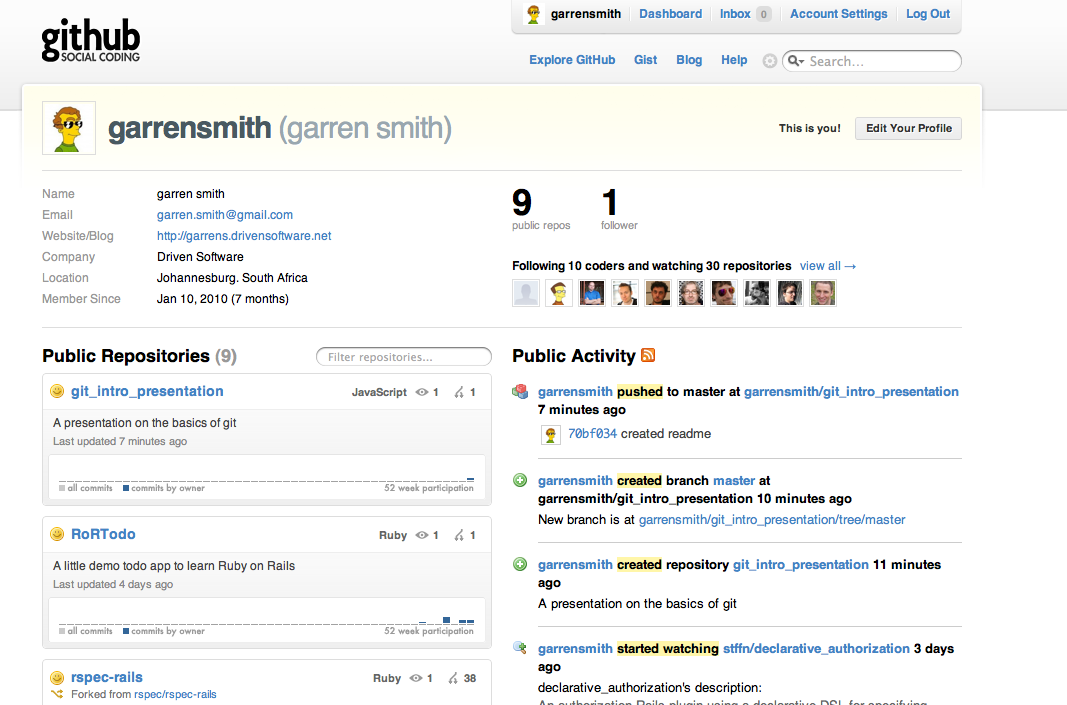 github
SOCIAL CODING
garrensmith Dashboard Inbox 0 Account Settings Log Out
Explore GitHub Gist Blog Help Search...
garrensmith (garren smith)
This is you! Edit Your Profile
Name garren smith
Email garren.smith@gmail.com
Website/Blog http://garrens.drivensoftware.net
Company Driven Software
Location Johannesburg. South Africa
Member Since Jan 10, 2010 (7 months)
9 1
public repos follower
Following 10 coders and watching 30 repositories view all →
Public Repositories (9) Filter repositories...
git_intro_presentation JavaScript 1 1
A presentation on the basics of git
Last updated 7 minutes ago
all commits commits by owner 52 week participation
RoRTodo Ruby 1 1
A little demo todo app to learn Ruby on Rails
Last updated 4 days ago
all commits commits by owner 52 week participation
rspec-rails Ruby 1 38
Forked from rspec/rspec-rails
Public Activity
garrensmith pushed to master at garrensmith/git_intro_presentation
7 minutes ago
70bf034 created readme
garrensmith created branch master at
garrensmith/git_intro_presentation 10 minutes ago
New branch is at garrensmith/git_intro_presentation/tree/master
garrensmith created repository git_intro_presentation 11 minutes
ago
A presentation on the basics of git
garrensmith started watching stffn/declarative_authorization 3 days
ago
declarative_authorization's description:
An authorization Rails plugin using a declarative DSL for specifying